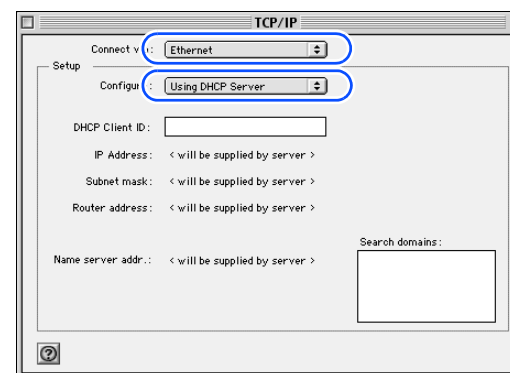 TCP/IP
Connect v : Ethernet
Setup
Configu : Using DHCP Server
DHCP Client ID:
IP Address: < will be supplied by server >
Subnet mask: < will be supplied by server >
Router address: < will be supplied by server >
Search domains:
Name server addr.: < will be supplied by server >
?